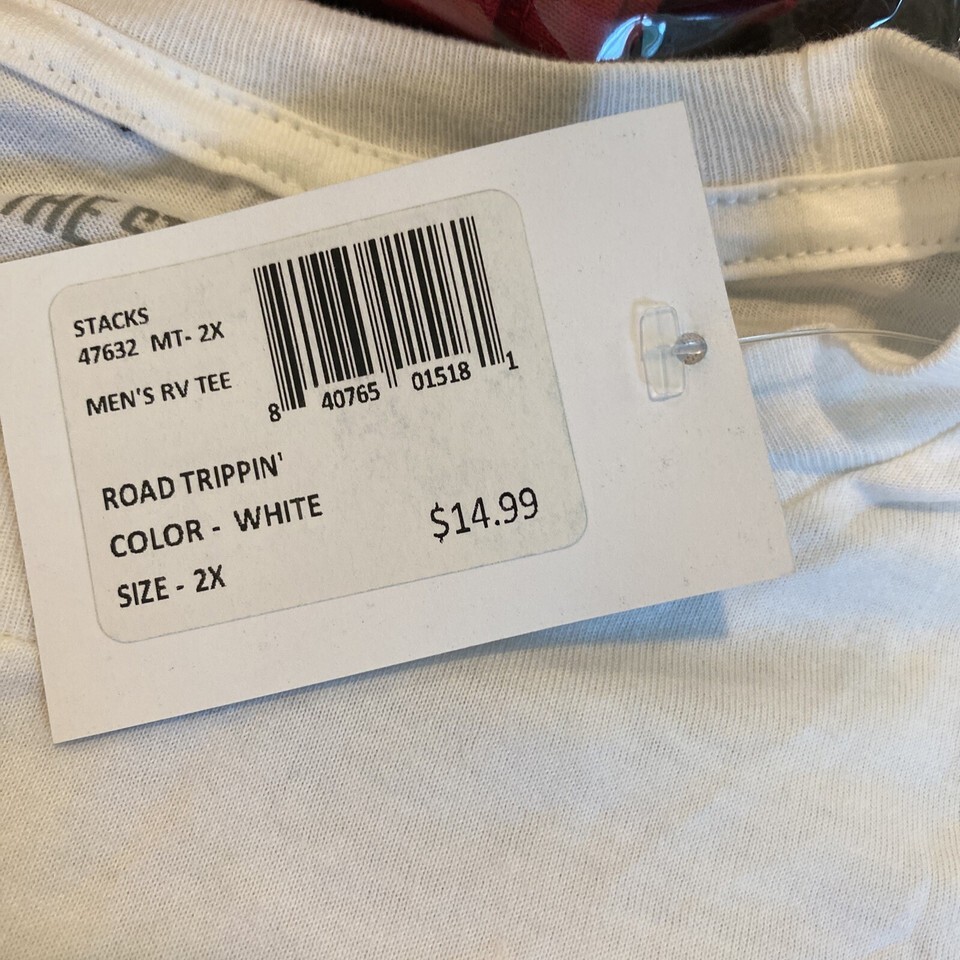 THE
STACKS
47632 MT- 2X
MEN'S RV TEE
8 40765 01518 1
ROAD TRIPPIN'
COLOR - WHITE
SIZE - 2X
$14.99